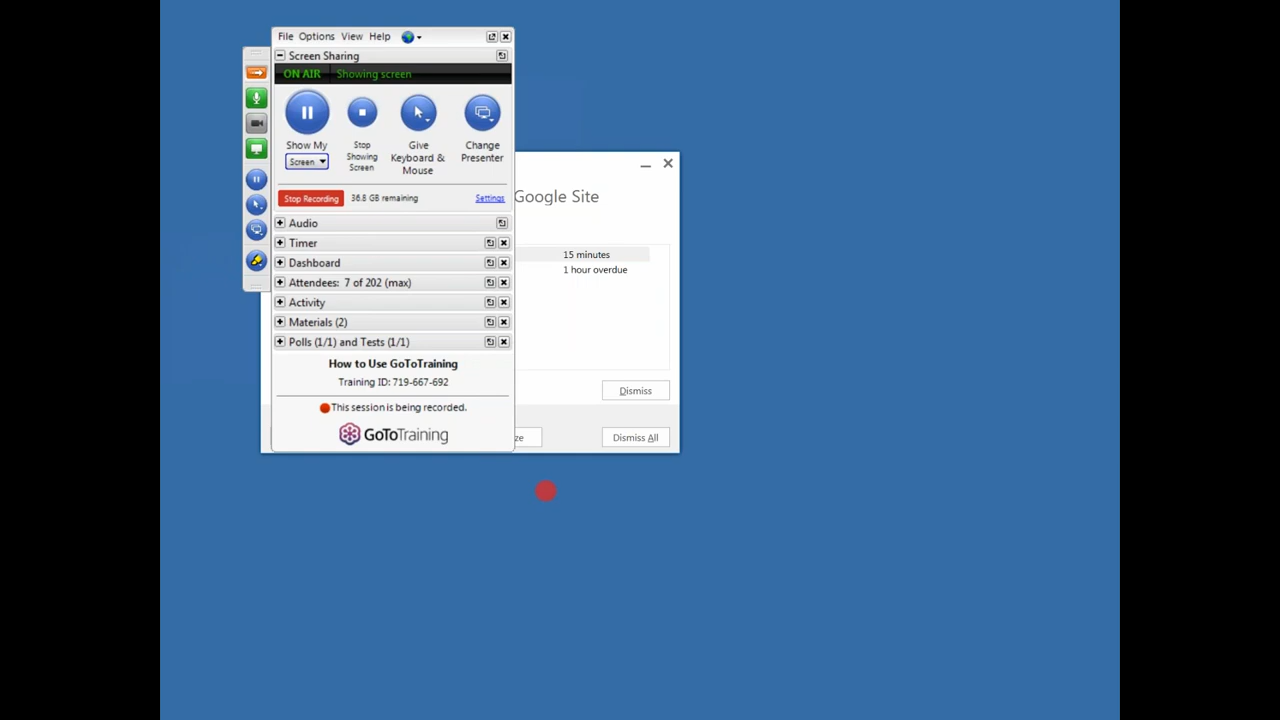 File Options View Help
Screen Sharing
ON AIR Showing screen
Show My
Screen
Stop
Showing
Screen
Give
Keyboard &
Mouse
Change
Presenter
Stop Recording 36.8 GB remaining Settings
Audio
Timer
Dashboard
Attendees: 7 of 202 (max)
Activity
Materials (2)
Polls (1/1) and Tests (1/1)
How to Use GoToTraining
Training ID: 719-667-692
This session is being recorded.
GoToTraining
Google Site
15 minutes
1 hour overdue
Dismiss
ze
Dismiss All